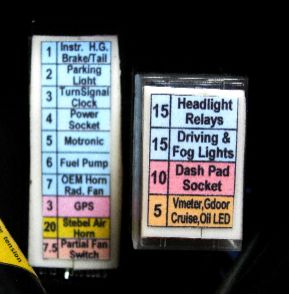 1 Instr. H.G.
Brake/Tail
2 Parking
Light
3 TurnSignal
Clock
4 Power
Socket
5 Motronic
6 Fuel Pump
7 OEM Horn
Rad. Fan
3 GPS
20 Stebel Air
Horn
7.5 Partial Fan
Switch
15 Headlight
Relays
15 Driving &
Fog Lights
10 Dash Pad
Socket
5 Vmeter,Gdoor
Cruise,Oil LED
tension